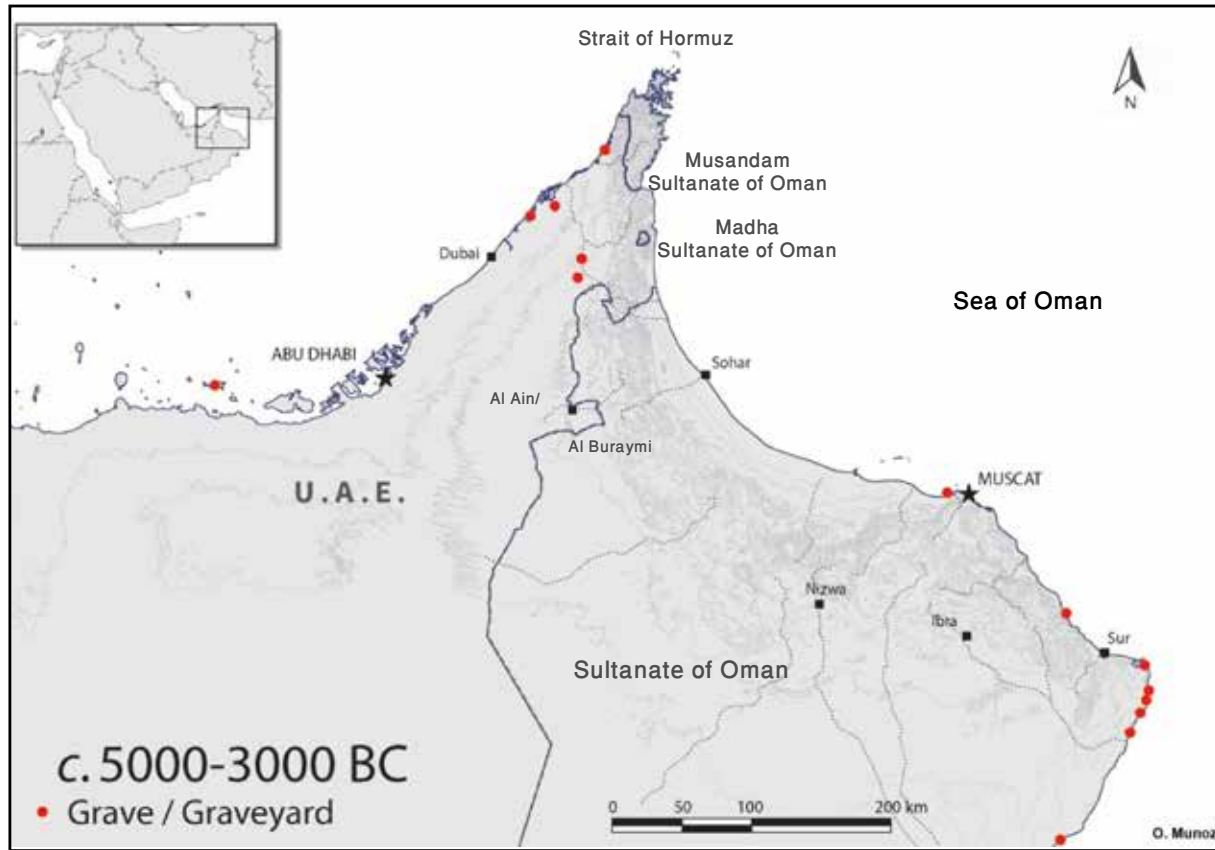 Strait of Hormuz
N
Musandam
Sultanate of Oman
Madha
Sultanate of Oman
Dubai
Sea of Oman
ABU DHABI
Sohar
Al Ain/
Al Buraymi
MUSCAT
U.A.E.
Nizwa
Ibra
Sur
Sultanate of Oman
c. 5000-3000 BC
Grave / Graveyard
0 50 100 200 km
O. Munoz